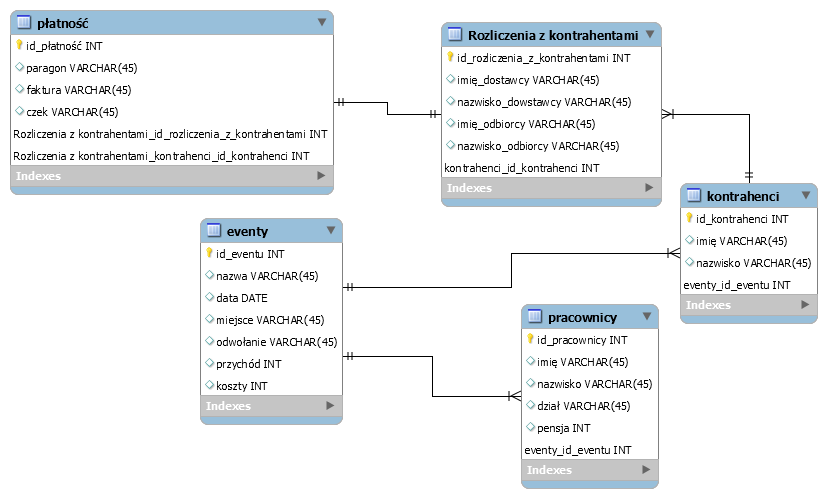 płatność
id_płatność INT
paragon VARCHAR(45)
faktura VARCHAR(45)
czek VARCHAR(45)
Rozliczenia z kontrahentami_id_rozliczenia_z_kontrahentami INT
Rozliczenia z kontrahentami_kontrahenci_id_kontrahenci INT
Indexes
Rozliczenia z kontrahentami
id_rozliczenia_z_kontrahentami INT
imię_dostawcy VARCHAR(45)
nazwisko_dowstawcy VARCHAR(45)
imię_odbiorcy VARCHAR(45)
nazwisko_odbiorcy VARCHAR(45)
kontrahenci_id_kontrahenci INT
Indexes
kontrahenci
id_kontrahenci INT
imię VARCHAR(45)
nazwisko VARCHAR(45)
eventy_id_eventu INT
Indexes
eventy
id_eventu INT
nazwa VARCHAR(45)
data DATE
miejsce VARCHAR(45)
odwołanie VARCHAR(45)
przychód INT
koszty INT
Indexes
pracownicy
id_pracownicy INT
imię VARCHAR(45)
nazwisko VARCHAR(45)
dział VARCHAR(45)
pensja INT
eventy_id_eventu INT
Indexes